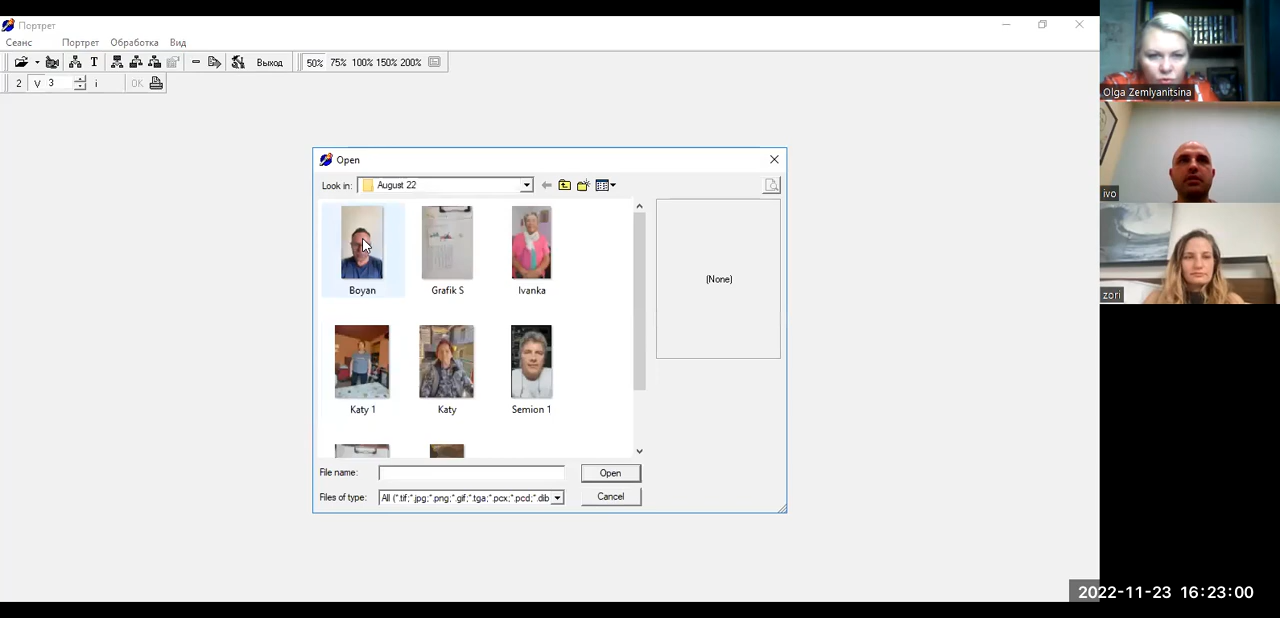 Портрет
Сеанс Портрет Обработка Вид
T Выход 50% 75% 100% 150% 200%
2 V 3 i OK
Open
Look in: August 22
Boyan Grafik S Ivanka
(None)
Katy 1 Katy Semion 1
File name: Open
Files of type: All (*.tif;*.jpg;*.png;*.gif;*.tga;*.pcx;*.pcd;*.dib Cancel
Olga Zemlyanitsina
ivo
zori
2022-11-23 16:23:00